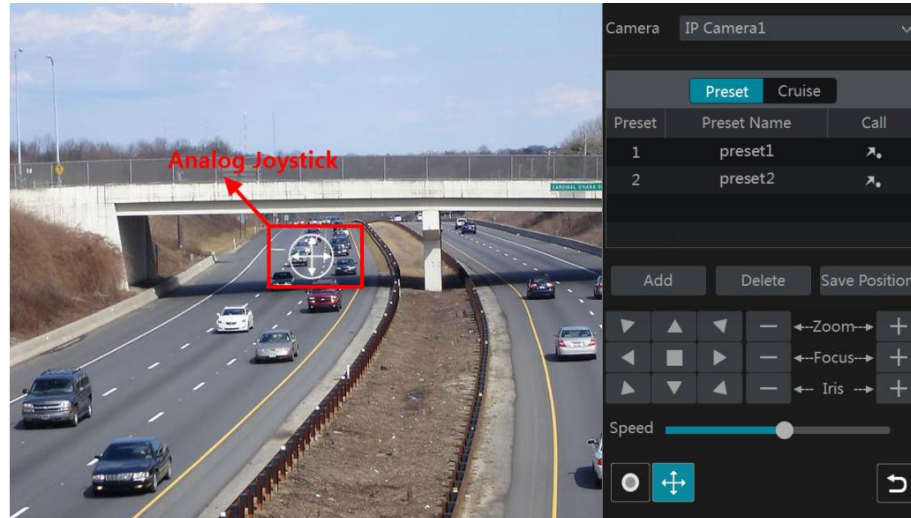 Camera IP Camera1
Preset Cruise
Preset Preset Name Call
1 preset1
2 preset2
Analog Joystick
Add Delete Save Position
Zoom
Focus
Iris
Speed